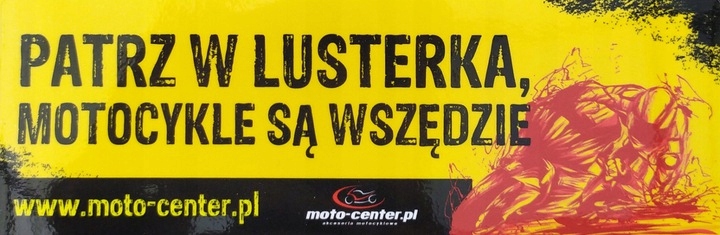 PATRZ W LUSTERKA,
MOTOCYKLE SĄ WSZĘDZIE
www.moto-center.pl
moto-center.pl
akcesoria motocyklowe